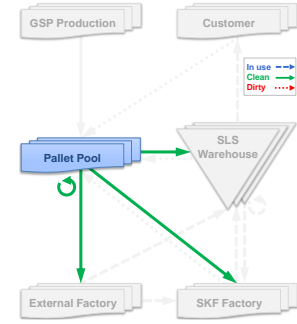 GSP Production
Customer
In use
Clean
Dirty
Pallet Pool
SLS
Warehouse
External Factory
SKF Factory